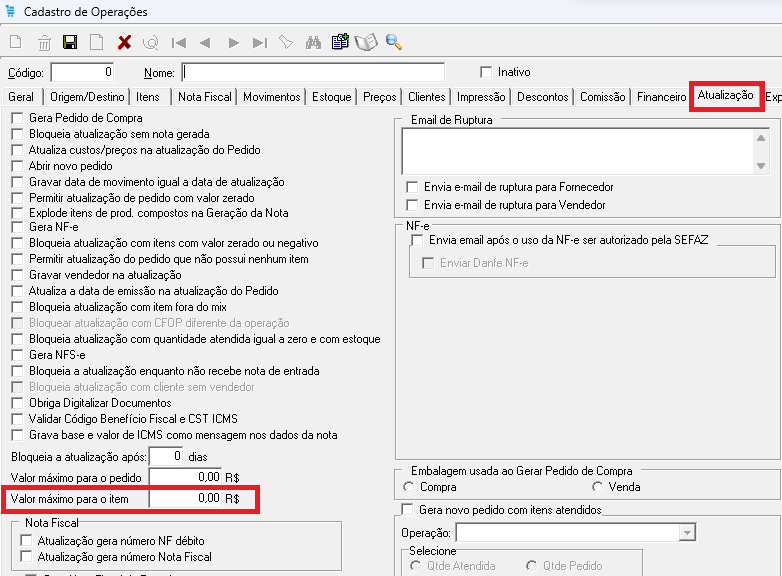 Cadastro de Operações
Código: 0 Nome: Inativo
Geral Origem/Destino Itens Nota Fiscal Movimentos Estoque Preços Clientes Impressão Descontos Comissão Financeiro Atualização Exp
Gera Pedido de Compra
Bloqueia atualização sem nota gerada
Atualiza custos/preços na atualização do Pedido
Abrir novo pedido
Gravar data de movimento igual a data de atualização
Permitir atualização de pedido com valor zerado
Explode itens de prod. compostos na Geração da Nota
Gera NF-e
Bloqueia atualização com itens com valor zerado ou negativo
Permitir atualização do pedido que não possui nenhum item
Gravar vendedor na atualização
Atualiza a data de emissão na atualização do Pedido
Bloqueia atualização com item fora do mix
Bloquear atualização com CFOP diferente da operação
Bloqueia atualização com quantidade atendida igual a zero e com estoque
Gera NFS-e
Bloqueia a atualização enquanto não recebe nota de entrada
Bloqueia atualização com cliente sem vendedor
Obriga Digitalizar Documentos
Validar Código Benefício Fiscal e CST ICMS
Grava base e valor de ICMS como mensagem nos dados da nota
Bloqueia a atualização após: 0 dias
Valor máximo para o pedido 0,00 R$
Valor máximo para o item 0,00 R$
Nota Fiscal
Atualização gera número NF débito
Atualização gera número Nota Fiscal
Email de Ruptura
Envia e-mail de ruptura para Fornecedor
Envia e-mail de ruptura para Vendedor
NF-e
Envia email após o uso da NF-e ser autorizado pela SEFAZ
Enviar Danfe NF-e
Embalagem usada ao Gerar Pedido de Compra
Compra Venda
Gera novo pedido com itens atendidos
Operação:
Selecione
Qtde Atendida Qtde Pedido